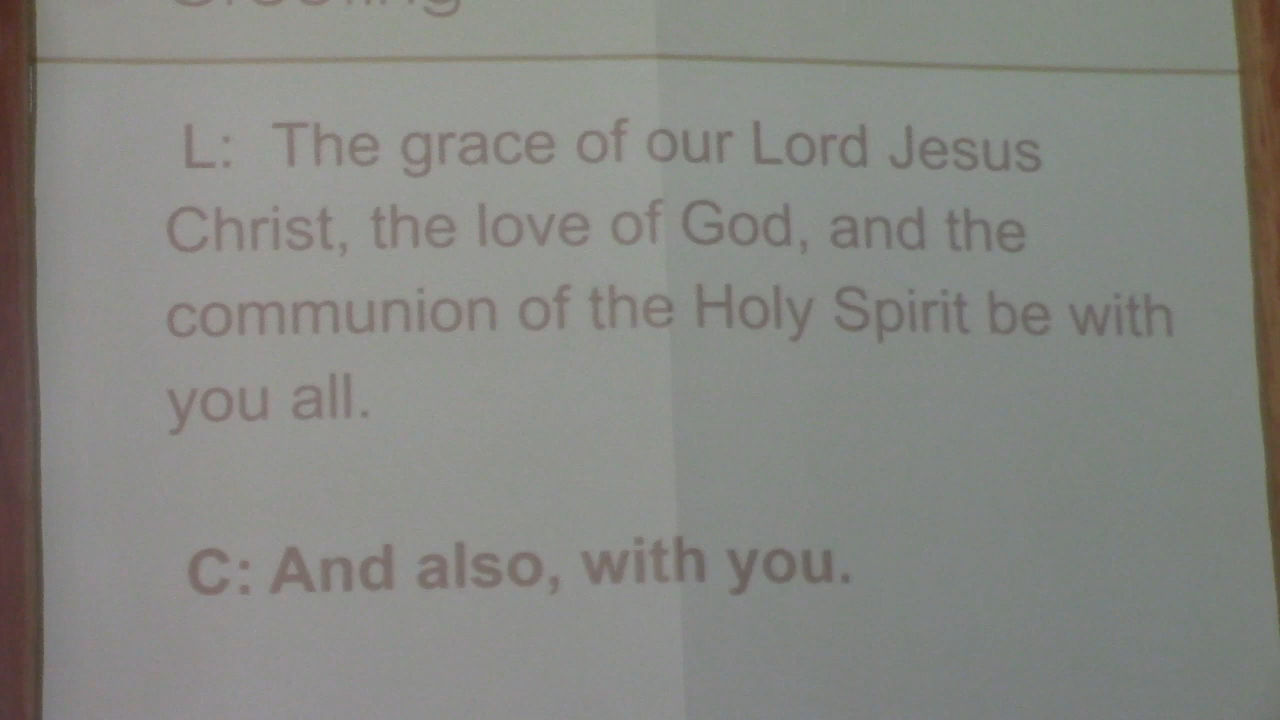 Greeting
L: The grace of our Lord Jesus
Christ, the love of God, and the
communion of the Holy Spirit be with
you all.
C: And also, with you.